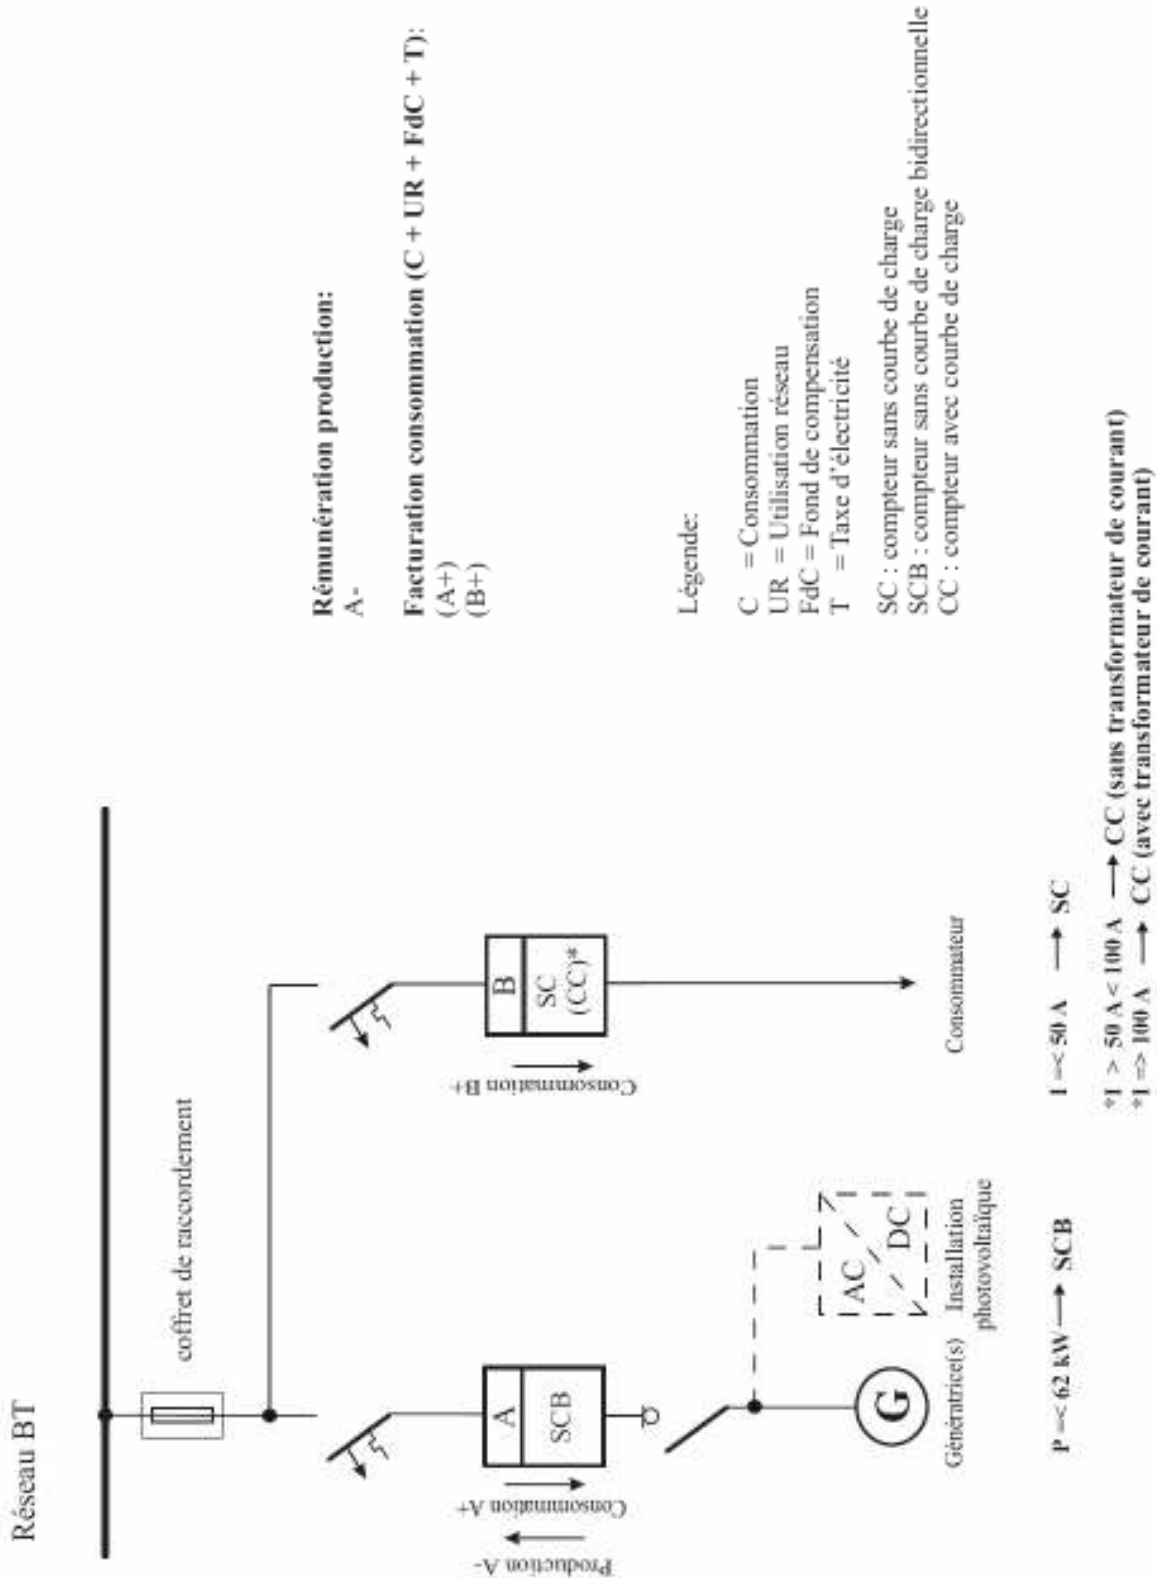 Réseau BT
coffret de raccordement
Production A-
Consommation A+
A
SCB
Consommation B+
B
SC
(CC)*
AC
DC
G
Génératrice(s)
Installation
photovoltaïque
Consommateur
P =< 62 kW → SCB
I =< 50 A → SC
*I > 50 A < 100 A → CC (sans transformateur de courant)
*I => 100 A → CC (avec transformateur de courant)
Rémunération production:
A-
Facturation consommation (C + UR + FdC + T):
(A+)
(B+)
Légende:
C = Consommation
UR = Utilisation réseau
FdC = Fond de compensation
T = Taxe d'électricité
SC : compteur sans courbe de charge
SCB : compteur sans courbe de charge bidirectionnelle
CC : compteur avec courbe de charge